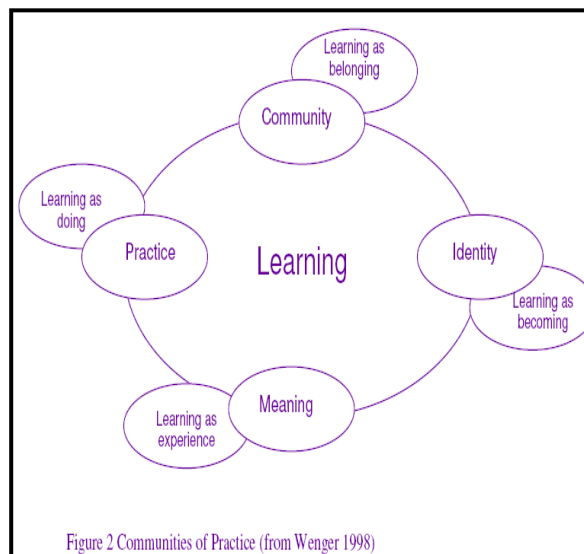 Learning as
belonging
Community
Learning as
doing
Practice
Learning
Identity
Learning as
becoming
Meaning
Learning as
experience
Figure 2 Communities of Practice (from Wenger 1998)